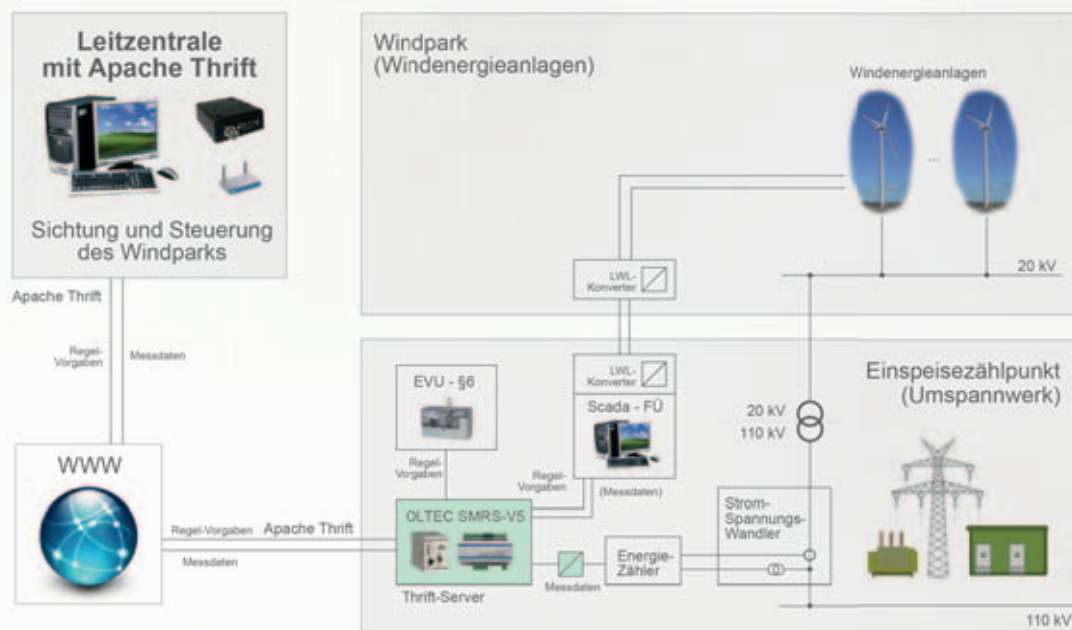 Leitzentrale
mit Apache Thrift
Sichtung und Steuerung
des Windparks
Apache Thrift
Regel-
Vorgaben
Messdaten
WWW
Regel-Vorgaben
Apache Thrift
Messdaten
Windpark
(Windenergieanlagen)
Windenergieanlagen
...
20 kV
LWL-
Konverter
Einspeisezählpunkt
(Umspannwerk)
LWL-
Konverter
Scada - FÜ
EVU - §6
20 kV
110 kV
Regel-
Vorgaben
Regel-
Vorgaben
(Messdaten)
OLTEC SMRS-V5
Thrift-Server
Messdaten
Energie-
Zähler
Strom-
Spannungs-
Wandler
110 kV